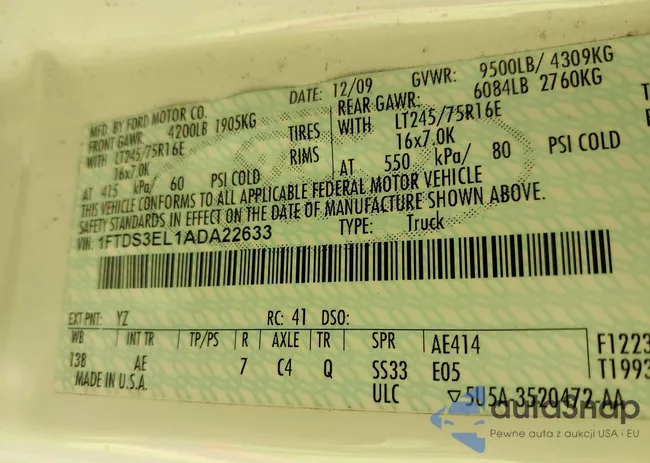 MFD. BY FORD MOTOR CO. DATE: 12/09 GVWR: 9500LB/ 4309KG
FRONT GAWR: 4200LB 1905KG REAR GAWR: 6084LB 2760KG
WITH LT245/75R16E TIRES WITH LT245/75R16E
16x7.0K RIMS 16x7.0K
AT 415 kPa/ 60 PSI COLD AT 550 kPa/ 80 PSI COLD
THIS VEHICLE CONFORMS TO ALL APPLICABLE FEDERAL MOTOR VEHICLE
SAFETY STANDARDS IN EFFECT ON THE DATE OF MANUFACTURE SHOWN ABOVE.
VIN: 1FTDS3EL1ADA22633 TYPE: Truck
EXT PNT: YZ RC: 41 DSO:
WB INT TR TP/PS R AXLE TR SPR AE414 F1223
138 AE 7 C4 Q SS33 E05 T1993
MADE IN U.S.A. ULC ▽5U5A-3520472-AA
autaSnap
Pewne auta z aukcji USA i EU